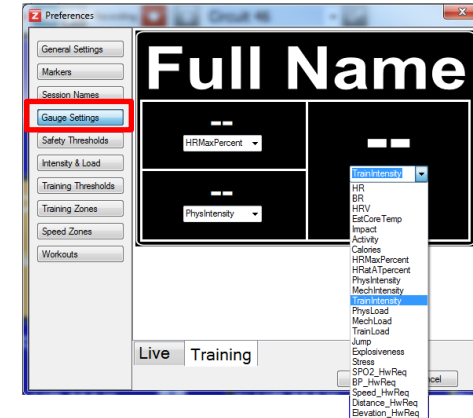 Z Preferences
Circuit 46
x
General Settings
Markers
Session Names
Gauge Settings
Safety Thresholds
Intensity & Load
Training Thresholds
Training Zones
Speed Zones
Workouts
Full Name
--
HRMaxPercent
--
PhysIntensity
--
TrainIntensity
HR
BR
HRV
EstCoreTemp
Impact
Activity
Calories
HRMaxPercent
HRatATpercent
PhysIntensity
MechIntensity
TrainIntensity
PhysLoad
MechLoad
TrainLoad
Jump
Explosiveness
Stress
SPO2_HwReq
BP_HwReq
Speed_HwReq
Distance_HwReq
Elevation_HwReq
Live Training
cel